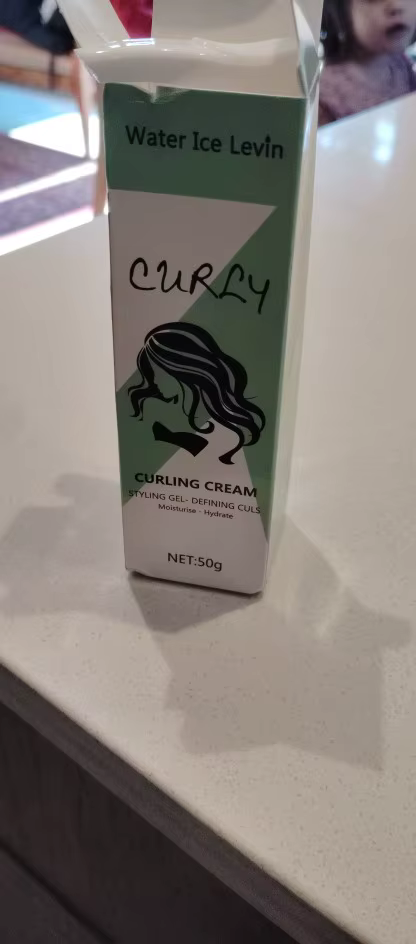 Water Ice Levin
CURLY
CURLING CREAM
STYLING GEL- DEFINING CULS
Moisturise - Hydrate
NET:50g